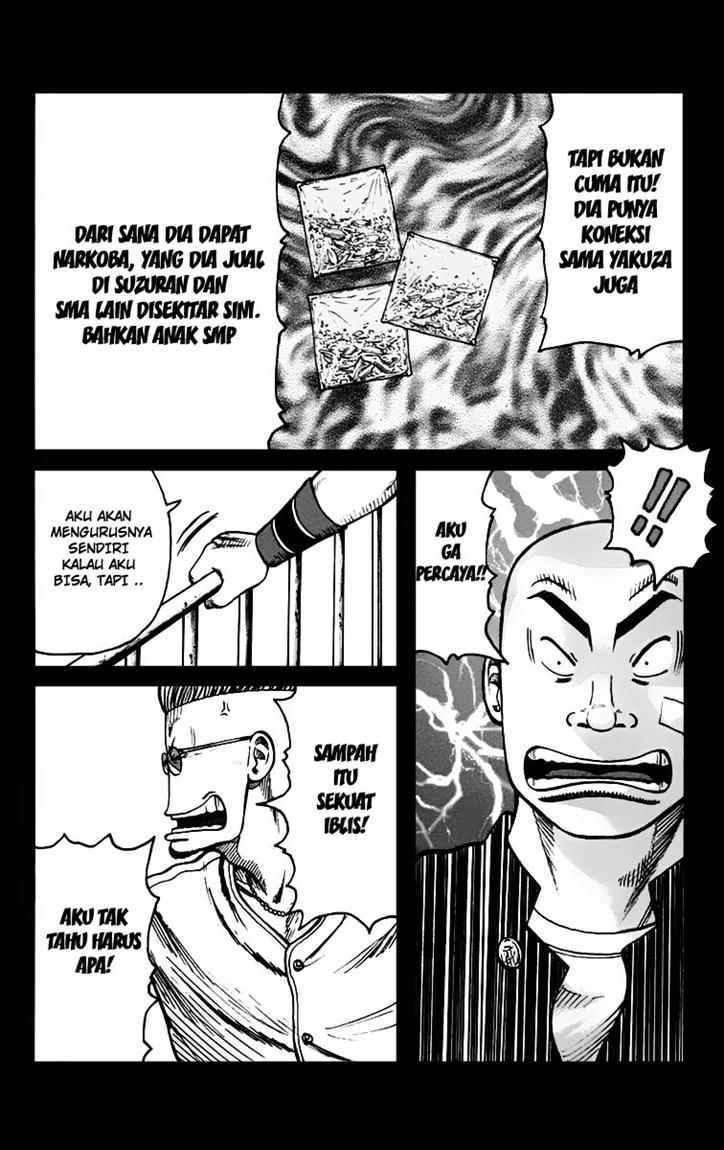 TAPI BUKAN
CUMA ITU!
DIA PUNYA
KONEKSI
SAMA YAKUZA
JUGA
DARI SANA DIA DAPAT
NARKOBA, YANG DIA JUAL
DI SUZURAN DAN
SMA LAIN DISEKITAR SINI.
BAHKAN ANAK SMP
!!
AKU
GA
PERCAYA!!
AKU AKAN
MENGURUSNYA
SENDIRI
KALAU AKU
BISA, TAPI ..
SAMPAH
ITU
SEKUAT
IBLIS!
AKU TAK
TAHU HARUS
APA!